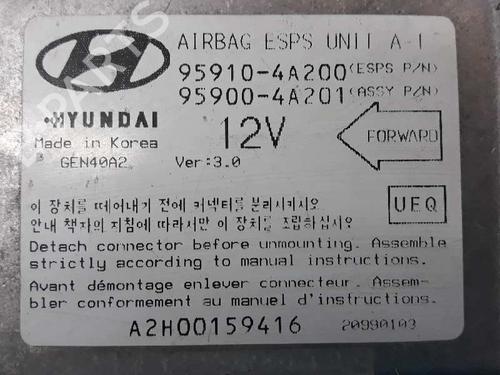 AIRBAG ESPS UNIT A-1
95910-4A200 (ESPS P/N)
95900-4A201 (ASSY P/N)
HYUNDAI
12V
FORWARD
Made in Korea
GEN40A2
Ver:3.0
이 장치를 떼어내기 전에 커넥터를 분리시키시오
안내 책자의 지침에 따라서만 이 장치를 조립하십시오
UEQ
Detach connector before unmounting. Assemble
strictly according to manual instructions.
Avant démontage enlever connecteur. Assem-
bler conformement au manuel d'instructions.
A2H00159416
20990103